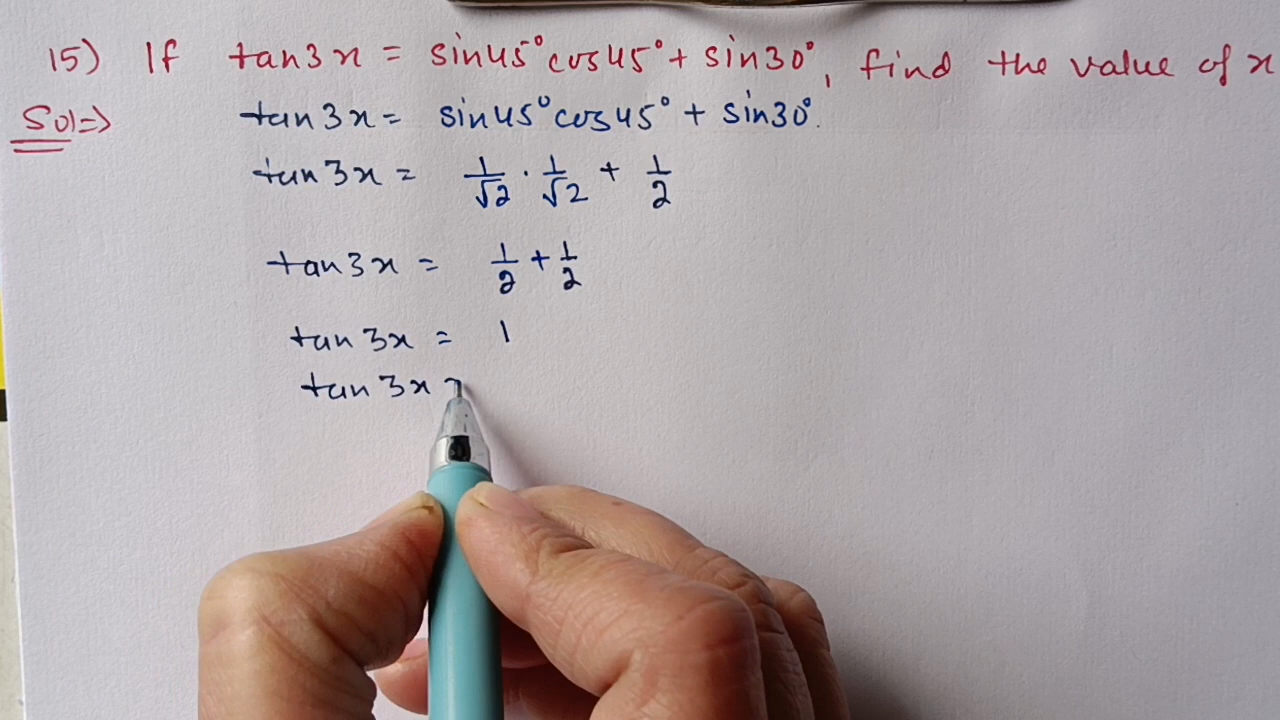 15) If tan3x = sin45° cos45° + sin30°, find the value of x
Sol⇒ tan3x = sin45° cos45° + sin30°.
tan3x = 1/√2 · 1/√2 + 1/2
tan3x = 1/2 + 1/2
tan3x = 1
tan3x =